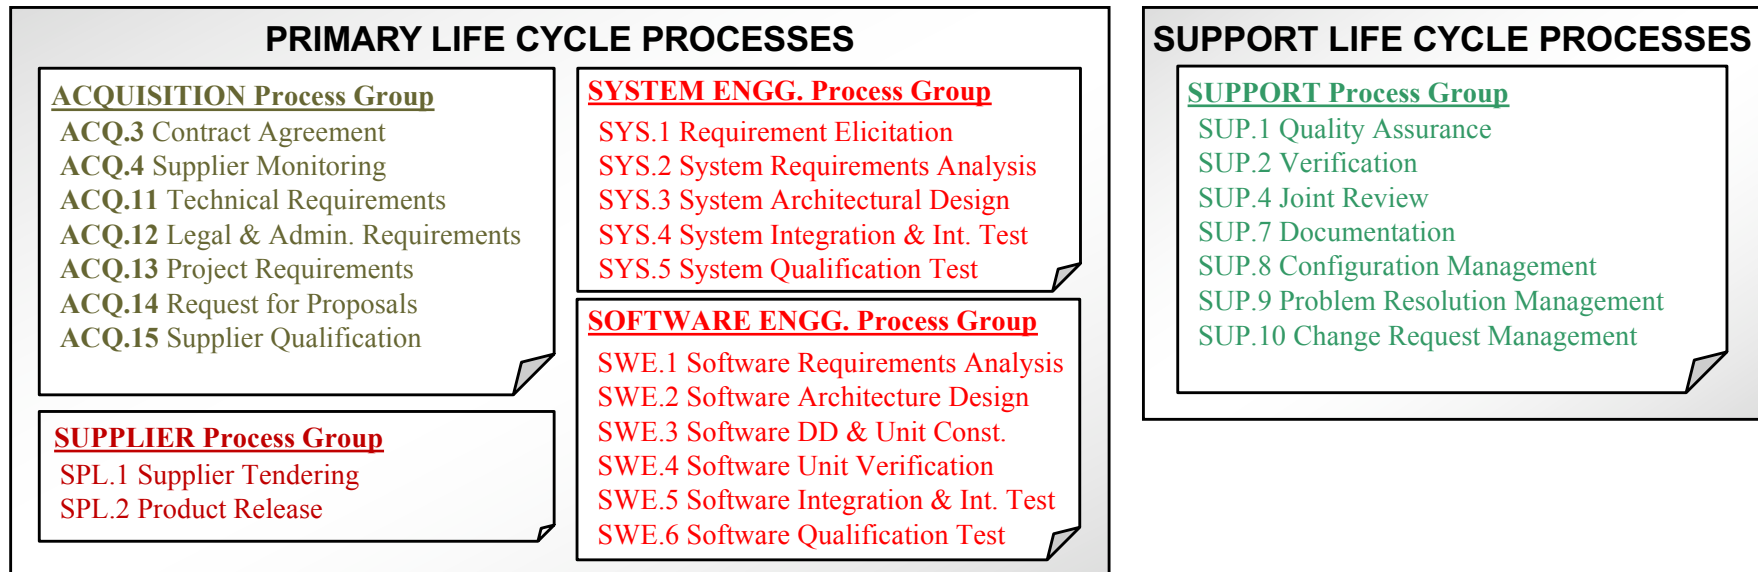 PRIMARY LIFE CYCLE PROCESSES
ACQUISITION Process Group
ACQ.3 Contract Agreement
ACQ.4 Supplier Monitoring
ACQ.11 Technical Requirements
ACQ.12 Legal & Admin. Requirements
ACQ.13 Project Requirements
ACQ.14 Request for Proposals
ACQ.15 Supplier Qualification
SUPPLIER Process Group
SPL.1 Supplier Tendering
SPL.2 Product Release
SYSTEM ENGG. Process Group
SYS.1 Requirement Elicitation
SYS.2 System Requirements Analysis
SYS.3 System Architectural Design
SYS.4 System Integration & Int. Test
SYS.5 System Qualification Test
SOFTWARE ENGG. Process Group
SWE.1 Software Requirements Analysis
SWE.2 Software Architecture Design
SWE.3 Software DD & Unit Const.
SWE.4 Software Unit Verification
SWE.5 Software Integration & Int. Test
SWE.6 Software Qualification Test
SUPPORT LIFE CYCLE PROCESSES
SUPPORT Process Group
SUP.1 Quality Assurance
SUP.2 Verification
SUP.4 Joint Review
SUP.7 Documentation
SUP.8 Configuration Management
SUP.9 Problem Resolution Management
SUP.10 Change Request Management